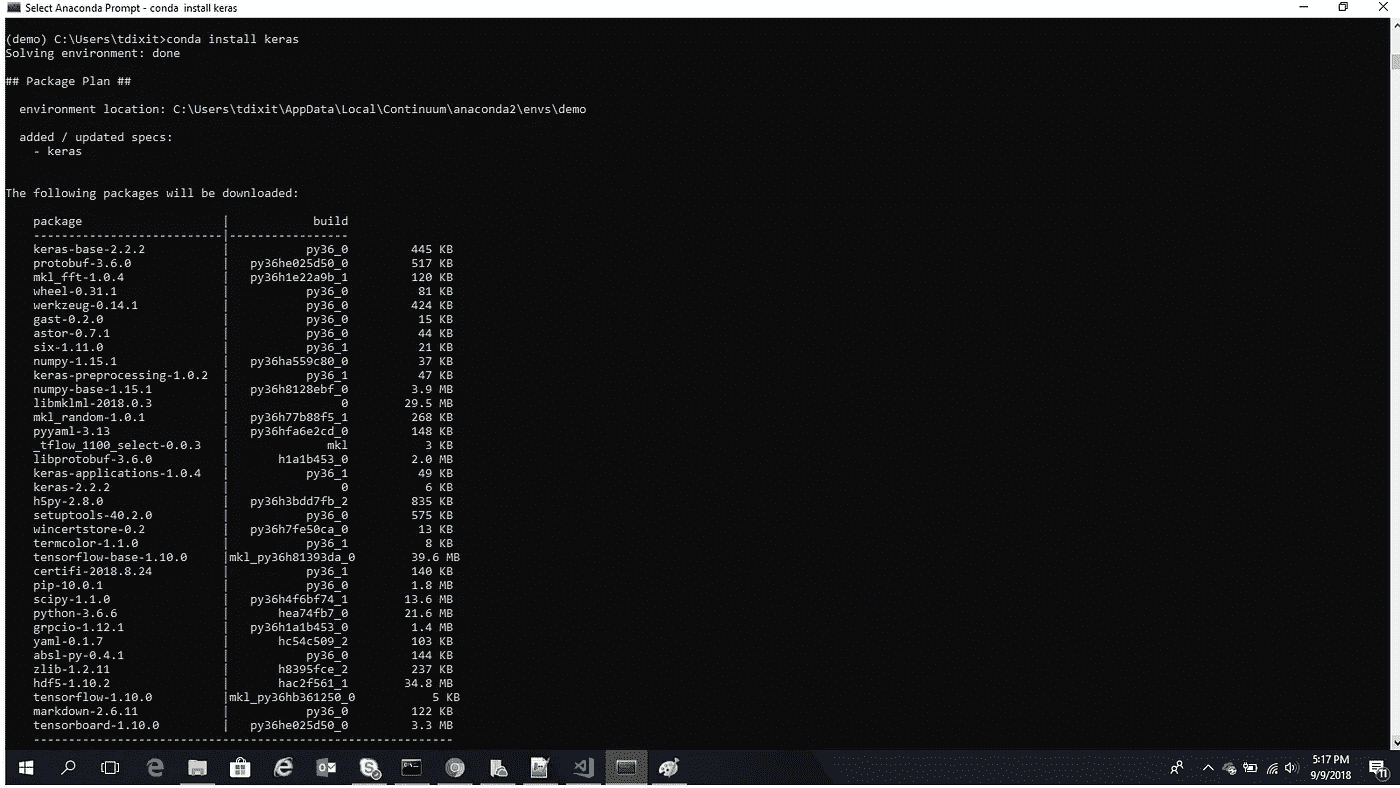 Select Anaconda Prompt - conda install keras
(demo) C:\Users\tdixit>conda install keras
Solving environment: done
## Package Plan ##
environment location: C:\Users\tdixit\AppData\Local\Continuum\anaconda2\envs\demo
added / updated specs:
- keras
The following packages will be downloaded:
package | build
---------------------------|-----------------
keras-base-2.2.2 | py36_0 445 KB
protobuf-3.6.0 | py36he025d50_0 517 KB
mkl_fft-1.0.4 | py36h1e22a9b_1 120 KB
wheel-0.31.1 | py36_0 81 KB
werkzeug-0.14.1 | py36_0 424 KB
gast-0.2.0 | py36_0 15 KB
astor-0.7.1 | py36_0 44 KB
six-1.11.0 | py36_1 21 KB
numpy-1.15.1 | py36ha559c80_0 37 KB
keras-preprocessing-1.0.2 | py36_1 47 KB
numpy-base-1.15.1 | py36h8128ebf_0 3.9 MB
libmklml-2018.0.3 | 0 29.5 MB
mkl_random-1.0.1 | py36h77b88f5_1 268 KB
pyyaml-3.13 | py36hfa6e2cd_0 148 KB
_tflow_1100_select-0.0.3 | mkl 3 KB
libprotobuf-3.6.0 | h1a1b453_0 2.0 MB
keras-applications-1.0.4 | py36_1 49 KB
keras-2.2.2 | 0 6 KB
h5py-2.8.0 | py36h3bdd7fb_2 835 KB
setuptools-40.2.0 | py36_0 575 KB
wincertstore-0.2 | py36h7fe50ca_0 13 KB
termcolor-1.1.0 | py36_1 8 KB
tensorflow-base-1.10.0 |mkl_py36h81393da_0 39.6 MB
certifi-2018.8.24 | py36_1 140 KB
pip-10.0.1 | py36_0 1.8 MB
scipy-1.1.0 | py36h4f6bf74_1 13.6 MB
python-3.6.6 | hea74fb7_0 21.6 MB
grpcio-1.12.1 | py36h1a1b453_0 1.4 MB
yaml-0.1.7 | hc54c509_2 103 KB
absl-py-0.4.1 | py36_0 144 KB
zlib-1.2.11 | h8395fce_2 237 KB
hdf5-1.10.2 | hac2f561_1 34.8 MB
tensorflow-1.10.0 |mkl_py36hb361250_0 5 KB
markdown-2.6.11 | py36_0 122 KB
tensorboard-1.10.0 | py36he025d50_0 3.3 MB
------------------------------------------------------------
5:17 PM
9/9/2018
11